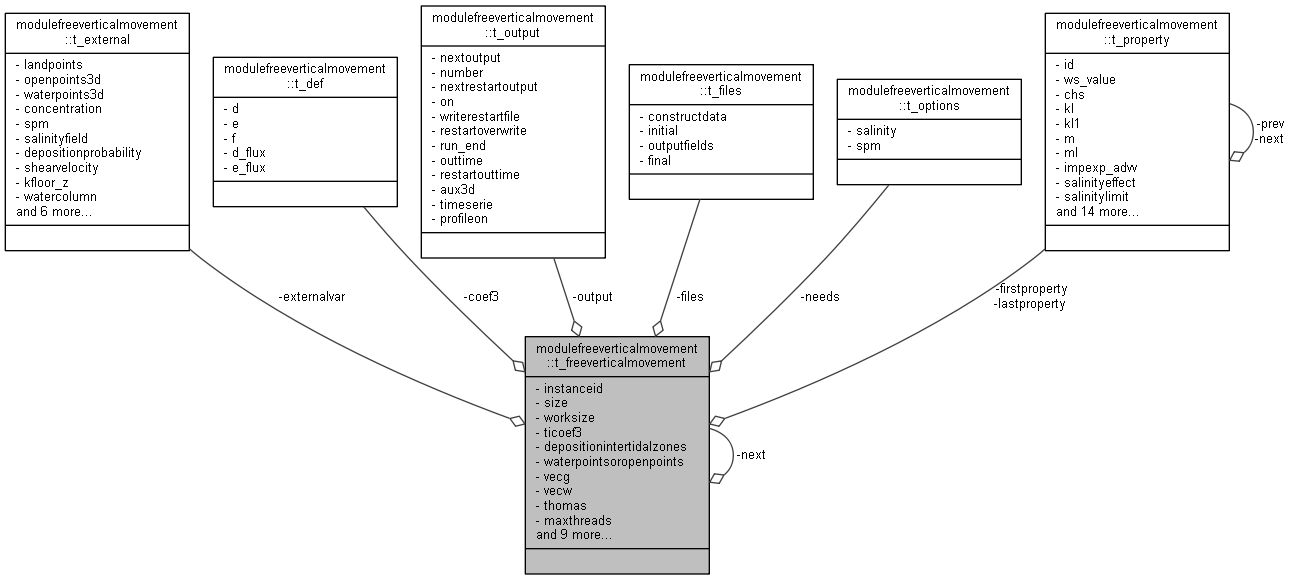 modulefreeverticalmovement
::t_external
- landpoints
- openpoints3d
- waterpoints3d
- concentration
- spm
- salinityfield
- depositionprobability
- shearvelocity
- kfloor_z
- watercolumn
and 6 more...
modulefreeverticalmovement
::t_def
- d
- e
- f
- d_flux
- e_flux
modulefreeverticalmovement
::t_output
- nextoutput
- number
- nextrestartoutput
- on
- writerestartfile
- restartoverwrite
- run_end
- outtime
- restartouttime
- aux3d
- timeserie
- profileon
modulefreeverticalmovement
::t_files
- constructdata
- initial
- outputfields
- final
modulefreeverticalmovement
::t_options
- salinity
- spm
modulefreeverticalmovement
::t_property
- id
- ws_value
- chs
- kl
- kl1
- m
- ml
- impexp_adv
- salinityeffect
- salinitylimit
and 14 more...
-prev
-next
-externalvar
-coef3
-output
-files
-needs
-firstproperty
-lastproperty
modulefreeverticalmovement
::t_freeverticalmovement
- instanceid
- size
- worksize
- ticoef3
- depositionintertidalzones
- waterpointsoropenpoints
- vecg
- vecw
- thomas
- maxthreads
and 9 more...
-next